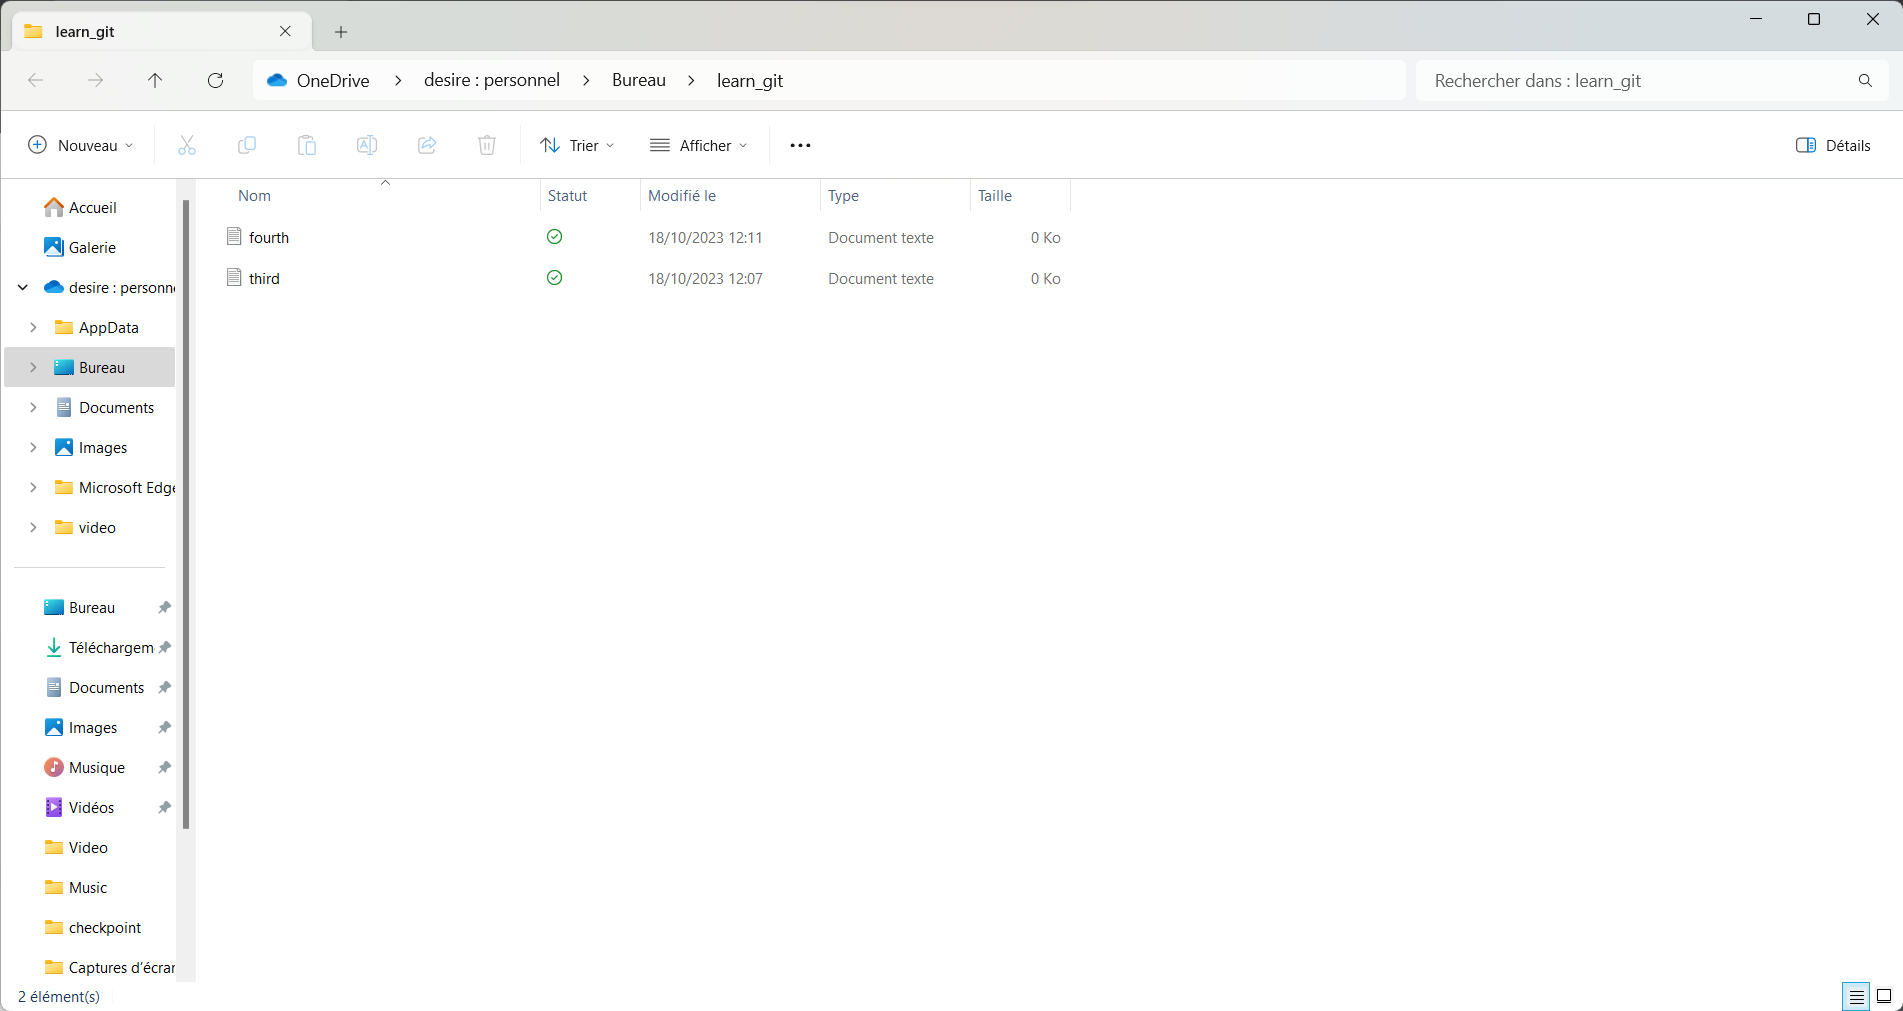 learn_git
OneDrive > desire : personnel > Bureau > learn_git
Rechercher dans : learn_git
Nouveau
Trier
Afficher
Détails
Nom Statut Modifié le Type Taille
fourth 18/10/2023 12:11 Document texte 0 Ko
third 18/10/2023 12:07 Document texte 0 Ko
Accueil
Galerie
desire : personne
AppData
Bureau
Documents
Images
Microsoft Edge
video
Bureau
Téléchargem
Documents
Images
Musique
Vidéos
Video
Music
checkpoint
Captures d'écran
2 élément(s)